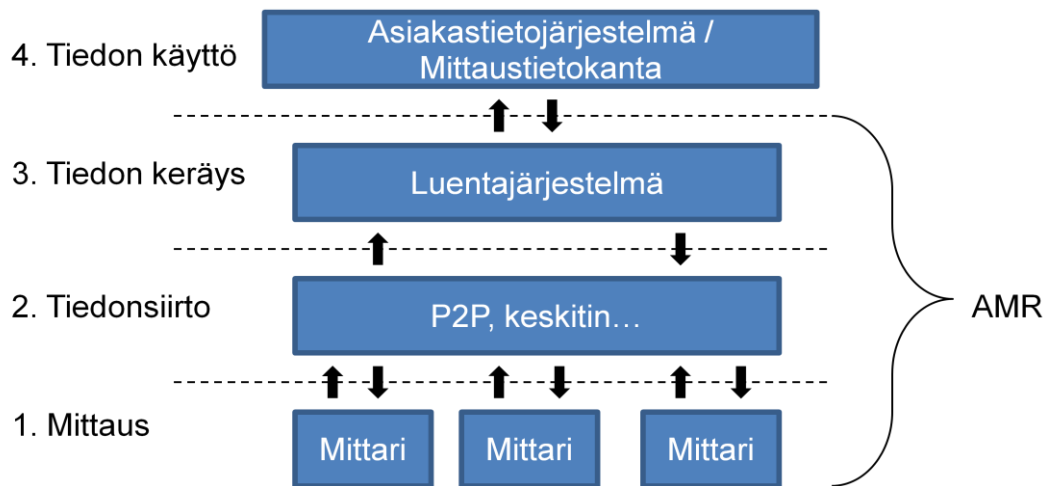 4. Tiedon käyttö
Asiakastietojärjestelmä /
Mittaustietokanta
3. Tiedon keräys
Luentajärjestelmä
2. Tiedonsiirto
P2P, keskitin…
AMR
1. Mittaus
Mittari
Mittari
Mittari